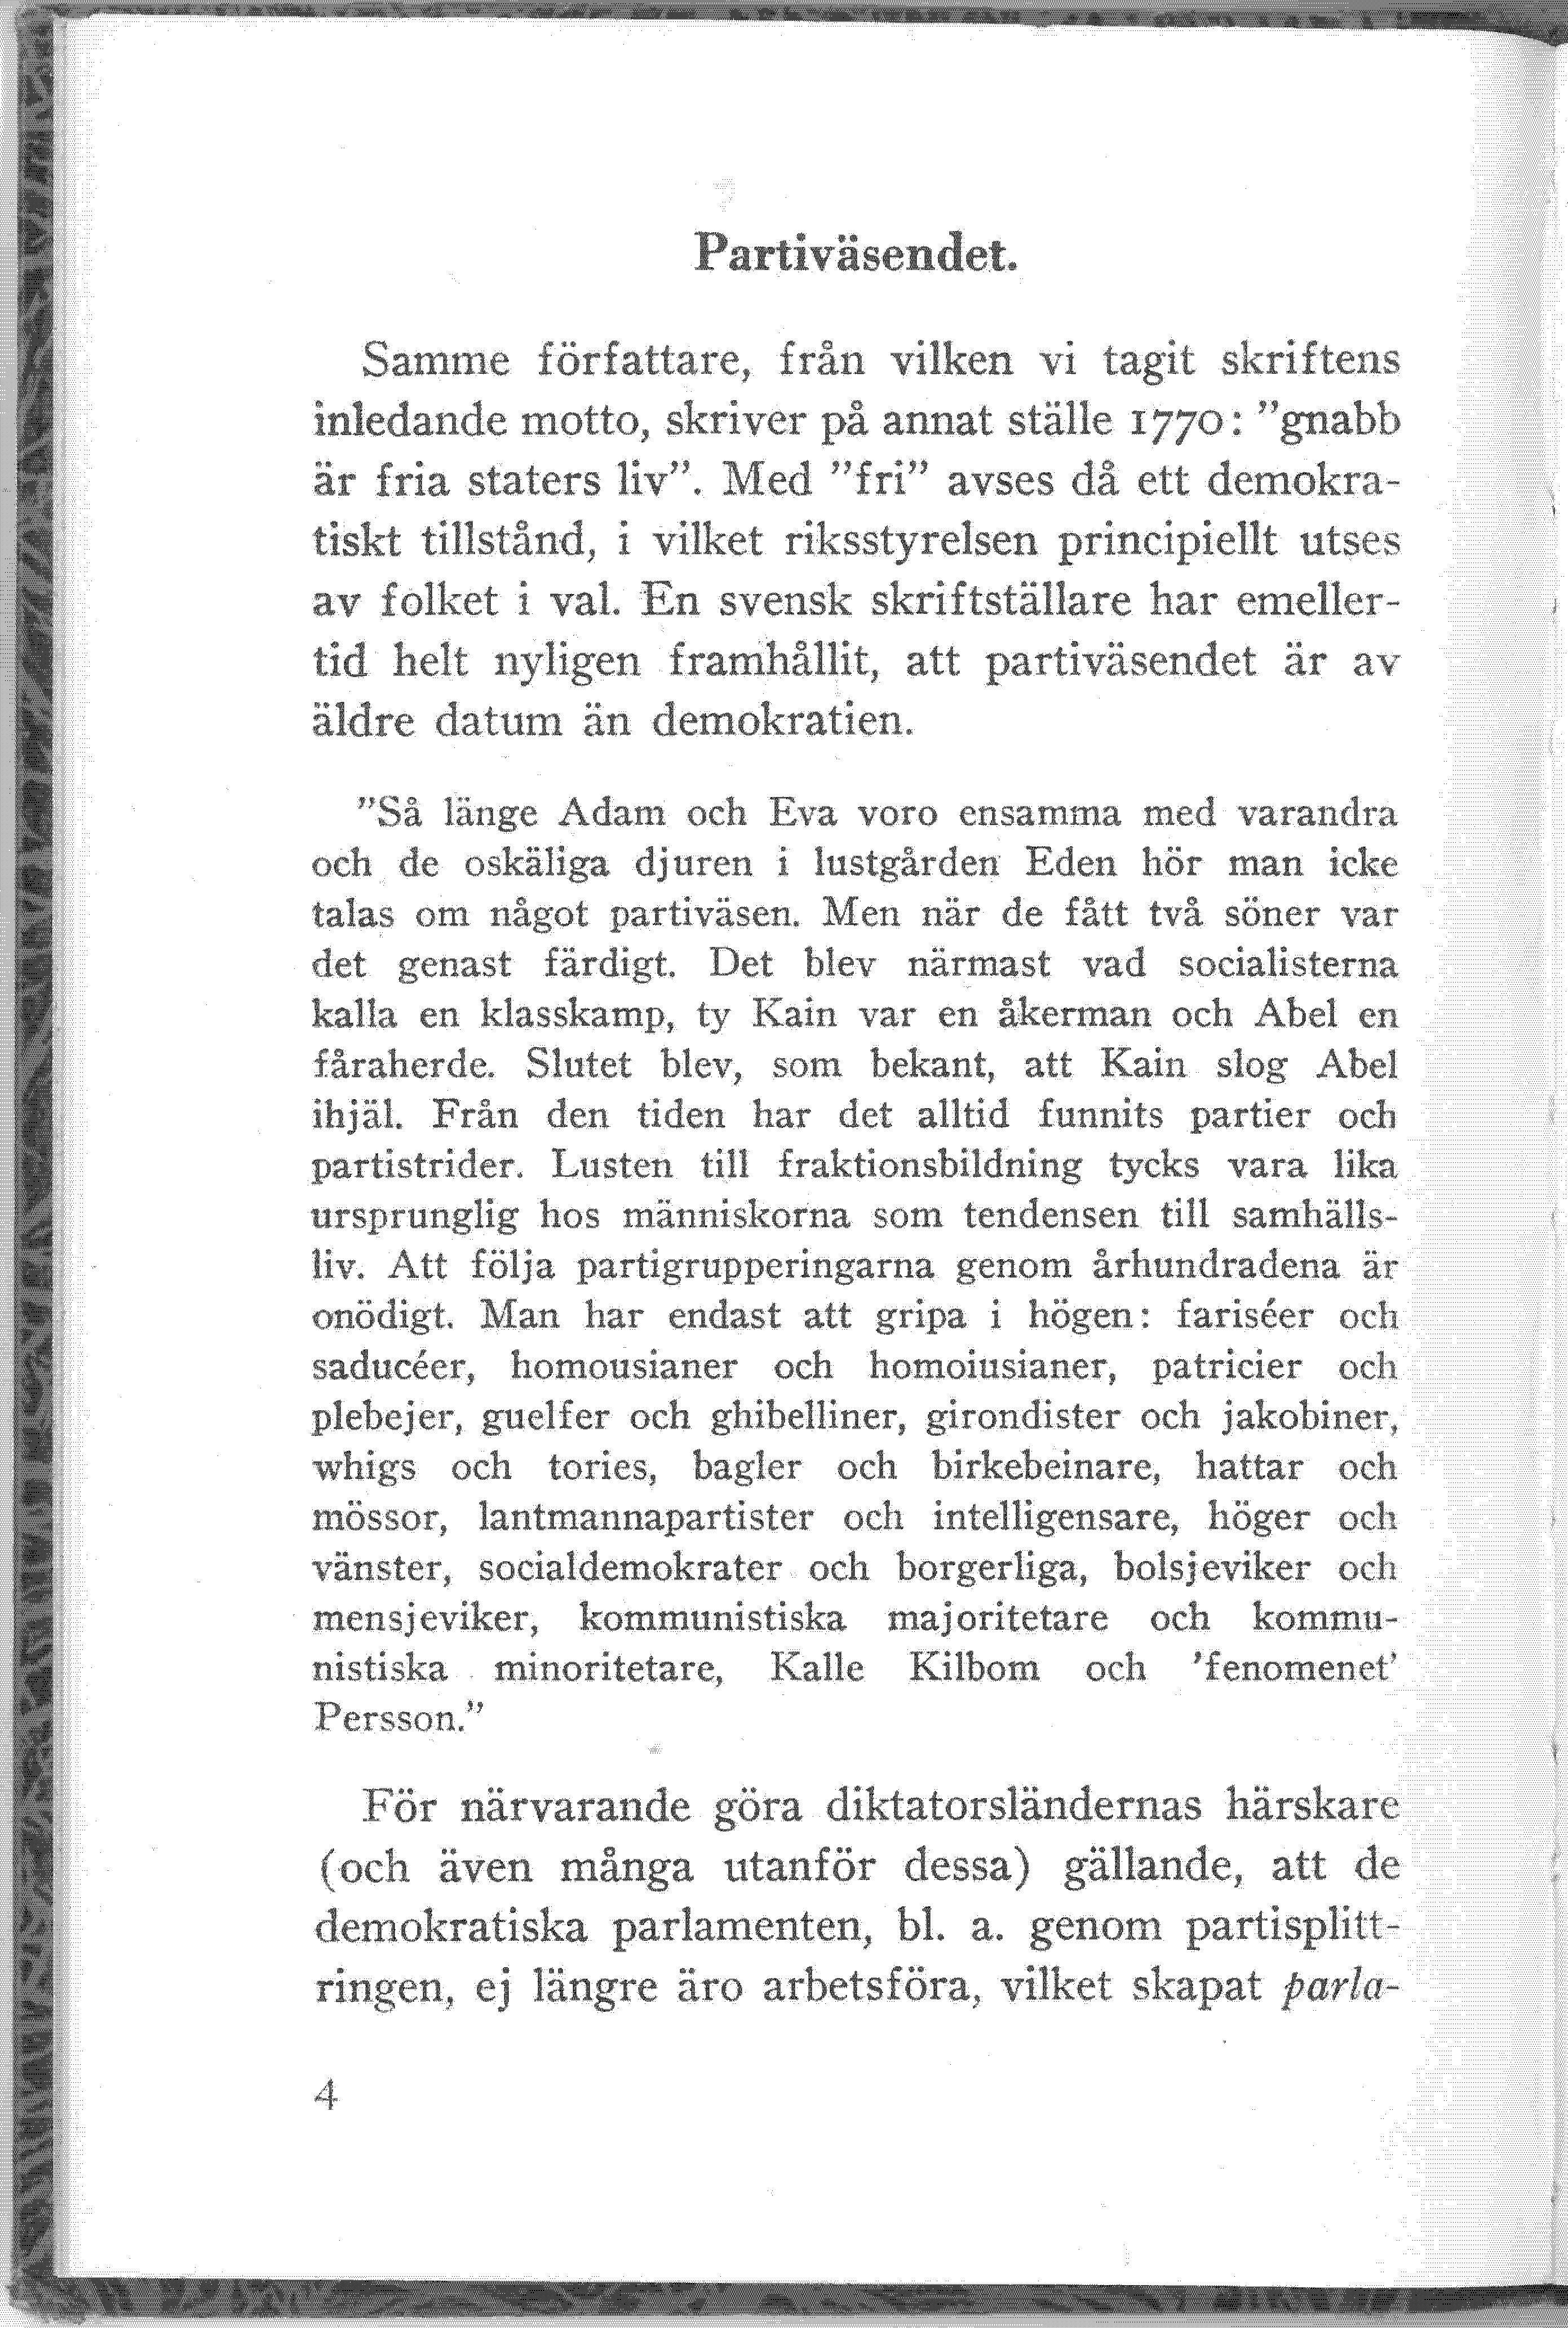 Partiväsendet.
Samme författare, från vilken vi tagit skriftens
inledande motto, skriver på annat ställe 1770: ”gnabb
är fria staters liv”. Med ”fri” avses då ett demokra-
tiskt tillstånd, i vilket riksstyrelsen principiellt utses
av folket i val. En svensk skriftställare har emeller-
tid helt nyligen framhållit, att partiväsendet är av
äldre datum än demokratien.
”Så länge Adam och Eva voro ensamma med varandra
och de oskäliga djuren i lustgården Eden hör man icke
talas om något partiväsen. Men när de fått två söner var
det genast färdigt. Det blev närmast vad socialisterna
kalla en klasskamp, ty Kain var en åkerman och Abel en
fåraherde. Slutet blev, som bekant, att Kain slog Abel
ihjäl. Från den tiden har det alltid funnits partier och
partistrider. Lusten till fraktionsbildning tycks vara lika
ursprunglig hos människorna som tendensen till samhälls-
liv. Att följa partigrupperingarna genom århundradena är
onödigt. Man har endast att gripa i högen: fariséer och
saducéer, homousianer och homoiusianer, patricier och
plebejer, guelfer och ghibelliner, girondister och jakobiner,
whigs och tories, bagler och birkebeinare, hattar och
mössor, lantmannapartister och intelligensare, höger och
vänster, socialdemokrater och borgerliga, bolsjeviker och
mensjeviker, kommunistiska majoritetare och kommu-
nistiska minoritetare, Kalle Kilbom och ’fenomenet’
Persson.”
För närvarande göra diktatorsländernas härskare
(och även många utanför dessa) gällande, att de
demokratiska parlamenten, bl. a. genom partisplitt-
ringen, ej längre äro arbetsföra, vilket skapat parla-
4